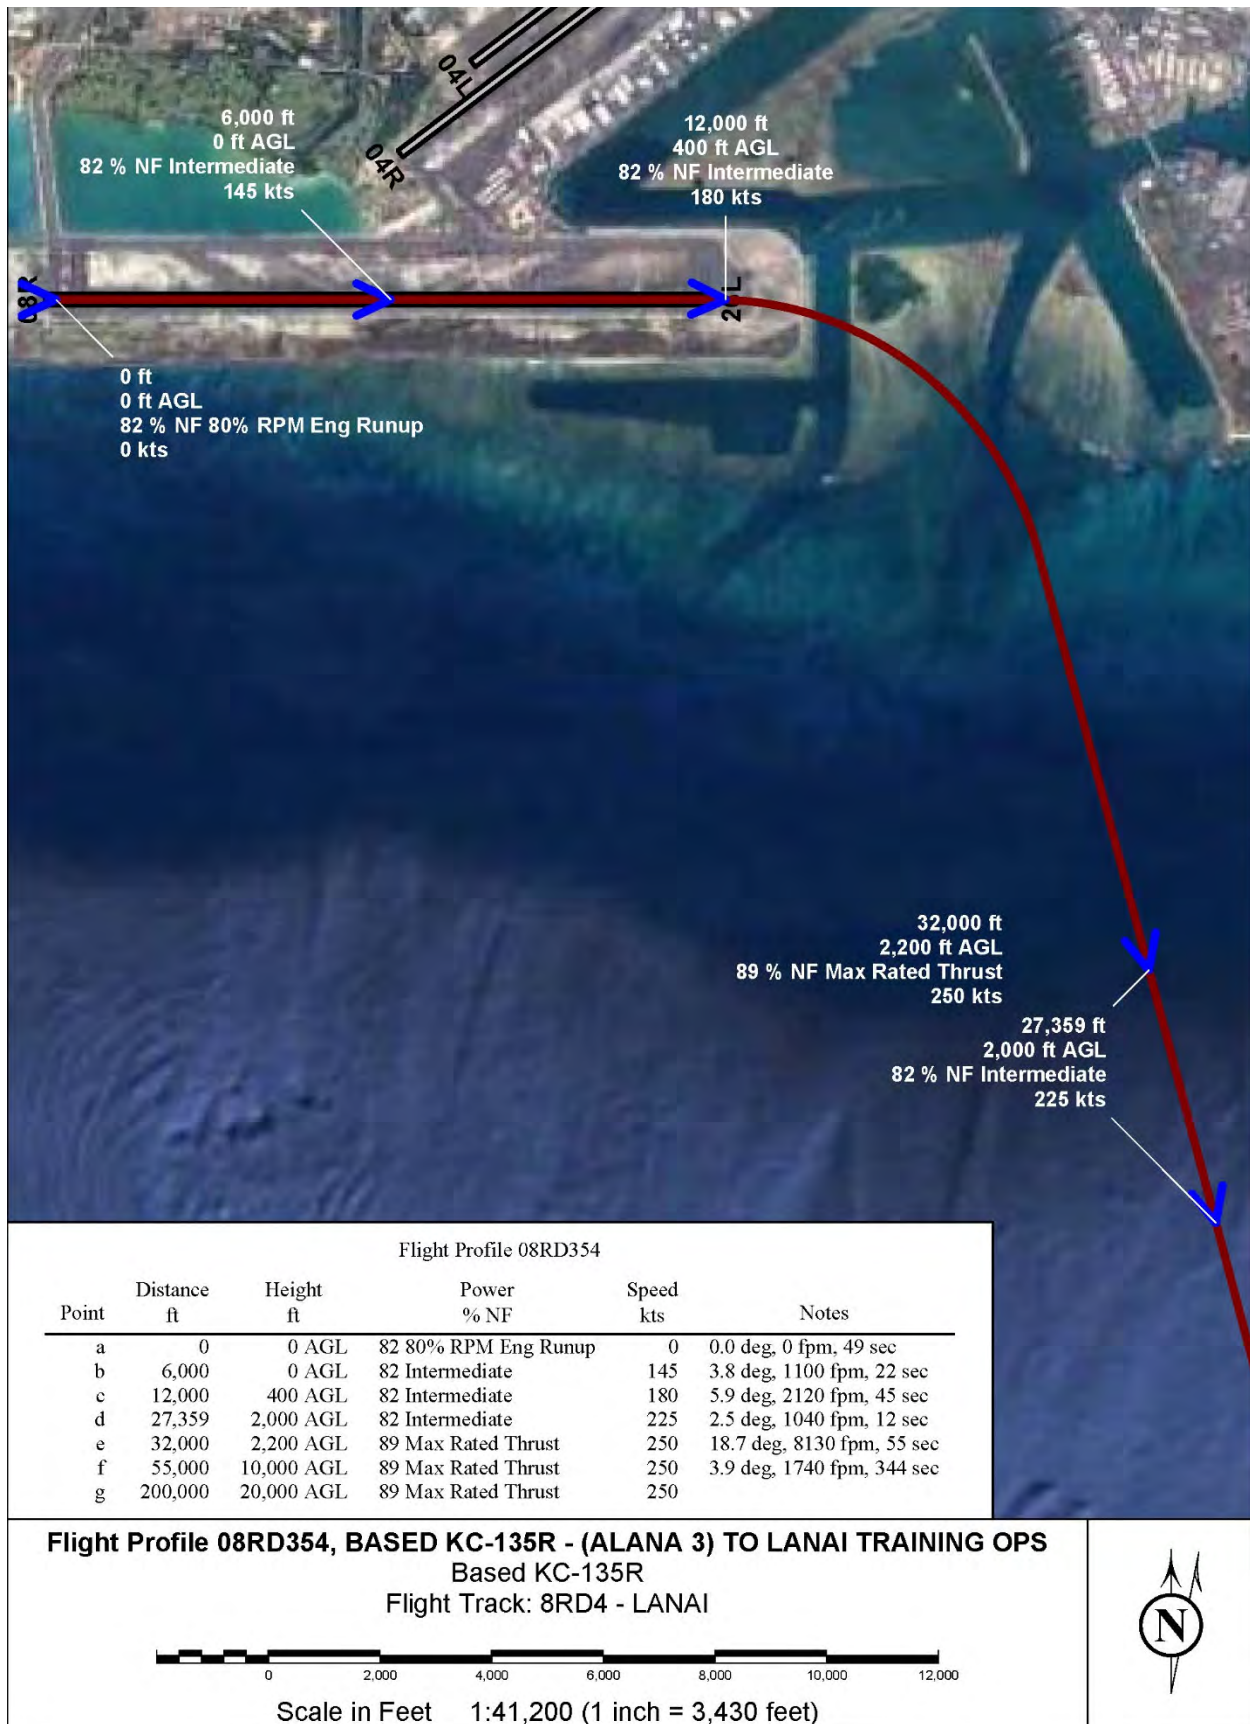 04L
04R
6,000 ft
0 ft AGL
82 % NF Intermediate
145 kts
12,000 ft
400 ft AGL
82 % NF Intermediate
180 kts
08R
0 ft
0 ft AGL
82 % NF 80% RPM Eng Runup
0 kts
32,000 ft
2,200 ft AGL
89 % NF Max Rated Thrust
250 kts
27,359 ft
2,000 ft AGL
82 % NF Intermediate
225 kts
Flight Profile 08RD354
Distance Height Power Speed
Point ft ft % NF kts Notes
a 0 0 AGL 82 80% RPM Eng Runup 0 0.0 deg, 0 fpm, 49 sec
b 6,000 0 AGL 82 Intermediate 145 3.8 deg, 1100 fpm, 22 sec
c 12,000 400 AGL 82 Intermediate 180 5.9 deg, 2120 fpm, 45 sec
d 27,359 2,000 AGL 82 Intermediate 225 2.5 deg, 1040 fpm, 12 sec
e 32,000 2,200 AGL 89 Max Rated Thrust 250 18.7 deg, 8130 fpm, 55 sec
f 55,000 10,000 AGL 89 Max Rated Thrust 250 3.9 deg, 1740 fpm, 344 sec
g 200,000 20,000 AGL 89 Max Rated Thrust 250
Flight Profile 08RD354, BASED KC-135R - (ALANA 3) TO LANAI TRAINING OPS
Based KC-135R
Flight Track: 8RD4 - LANAI
0 2,000 4,000 6,000 8,000 10,000 12,000
Scale in Feet 1:41,200 (1 inch = 3,430 feet)
N